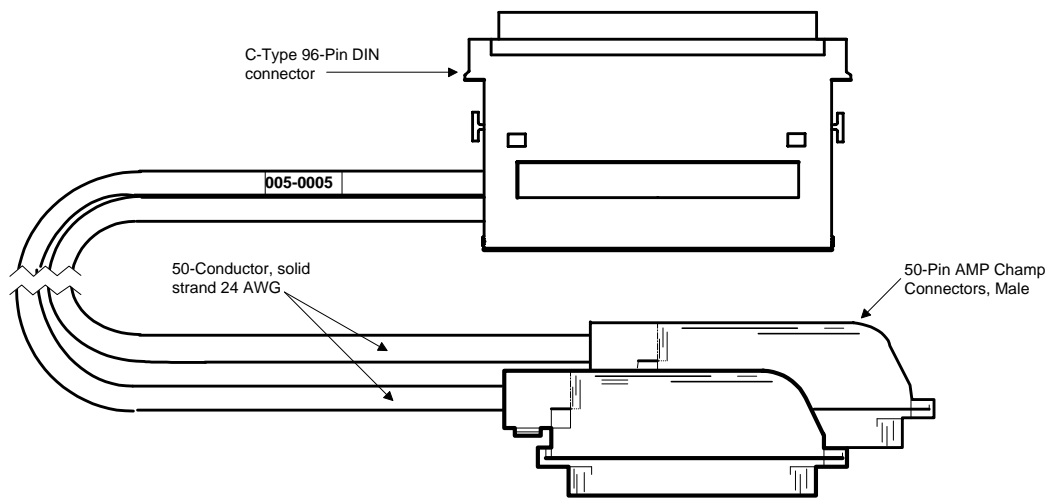 C-Type 96-Pin DIN
connector
005-0005
50-Conductor, solid
strand 24 AWG
50-Pin AMP Champ
Connectors, Male